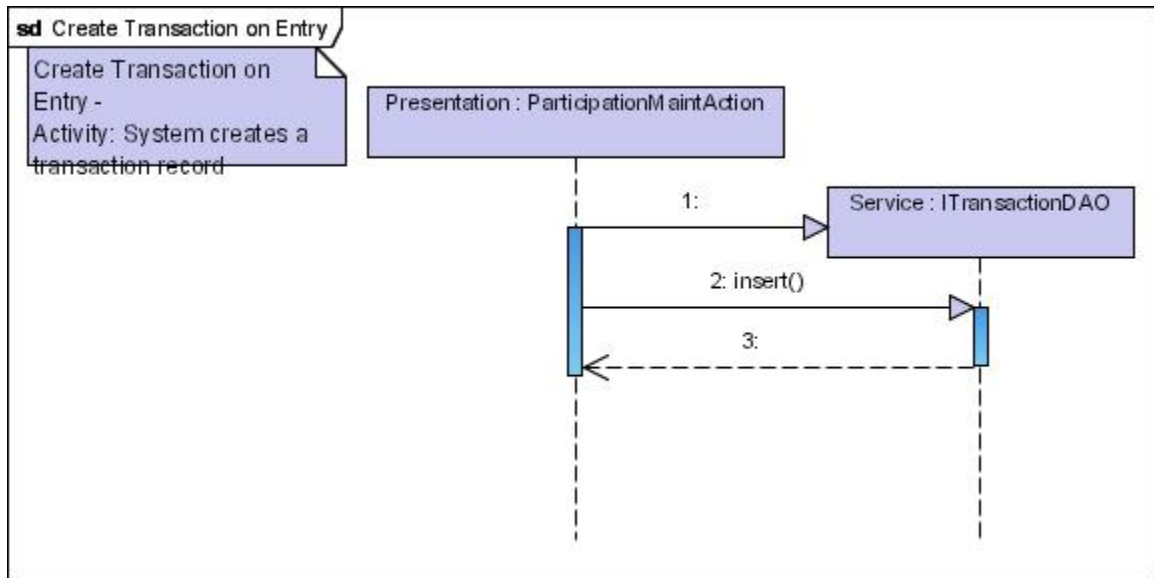 sd Create Transaction on Entry
Create Transaction on
Entry -
Activity: System creates a
transaction record
Presentation : ParticipationMaintAction
1:
Service : ITransactionDAO
2: insert()
3: